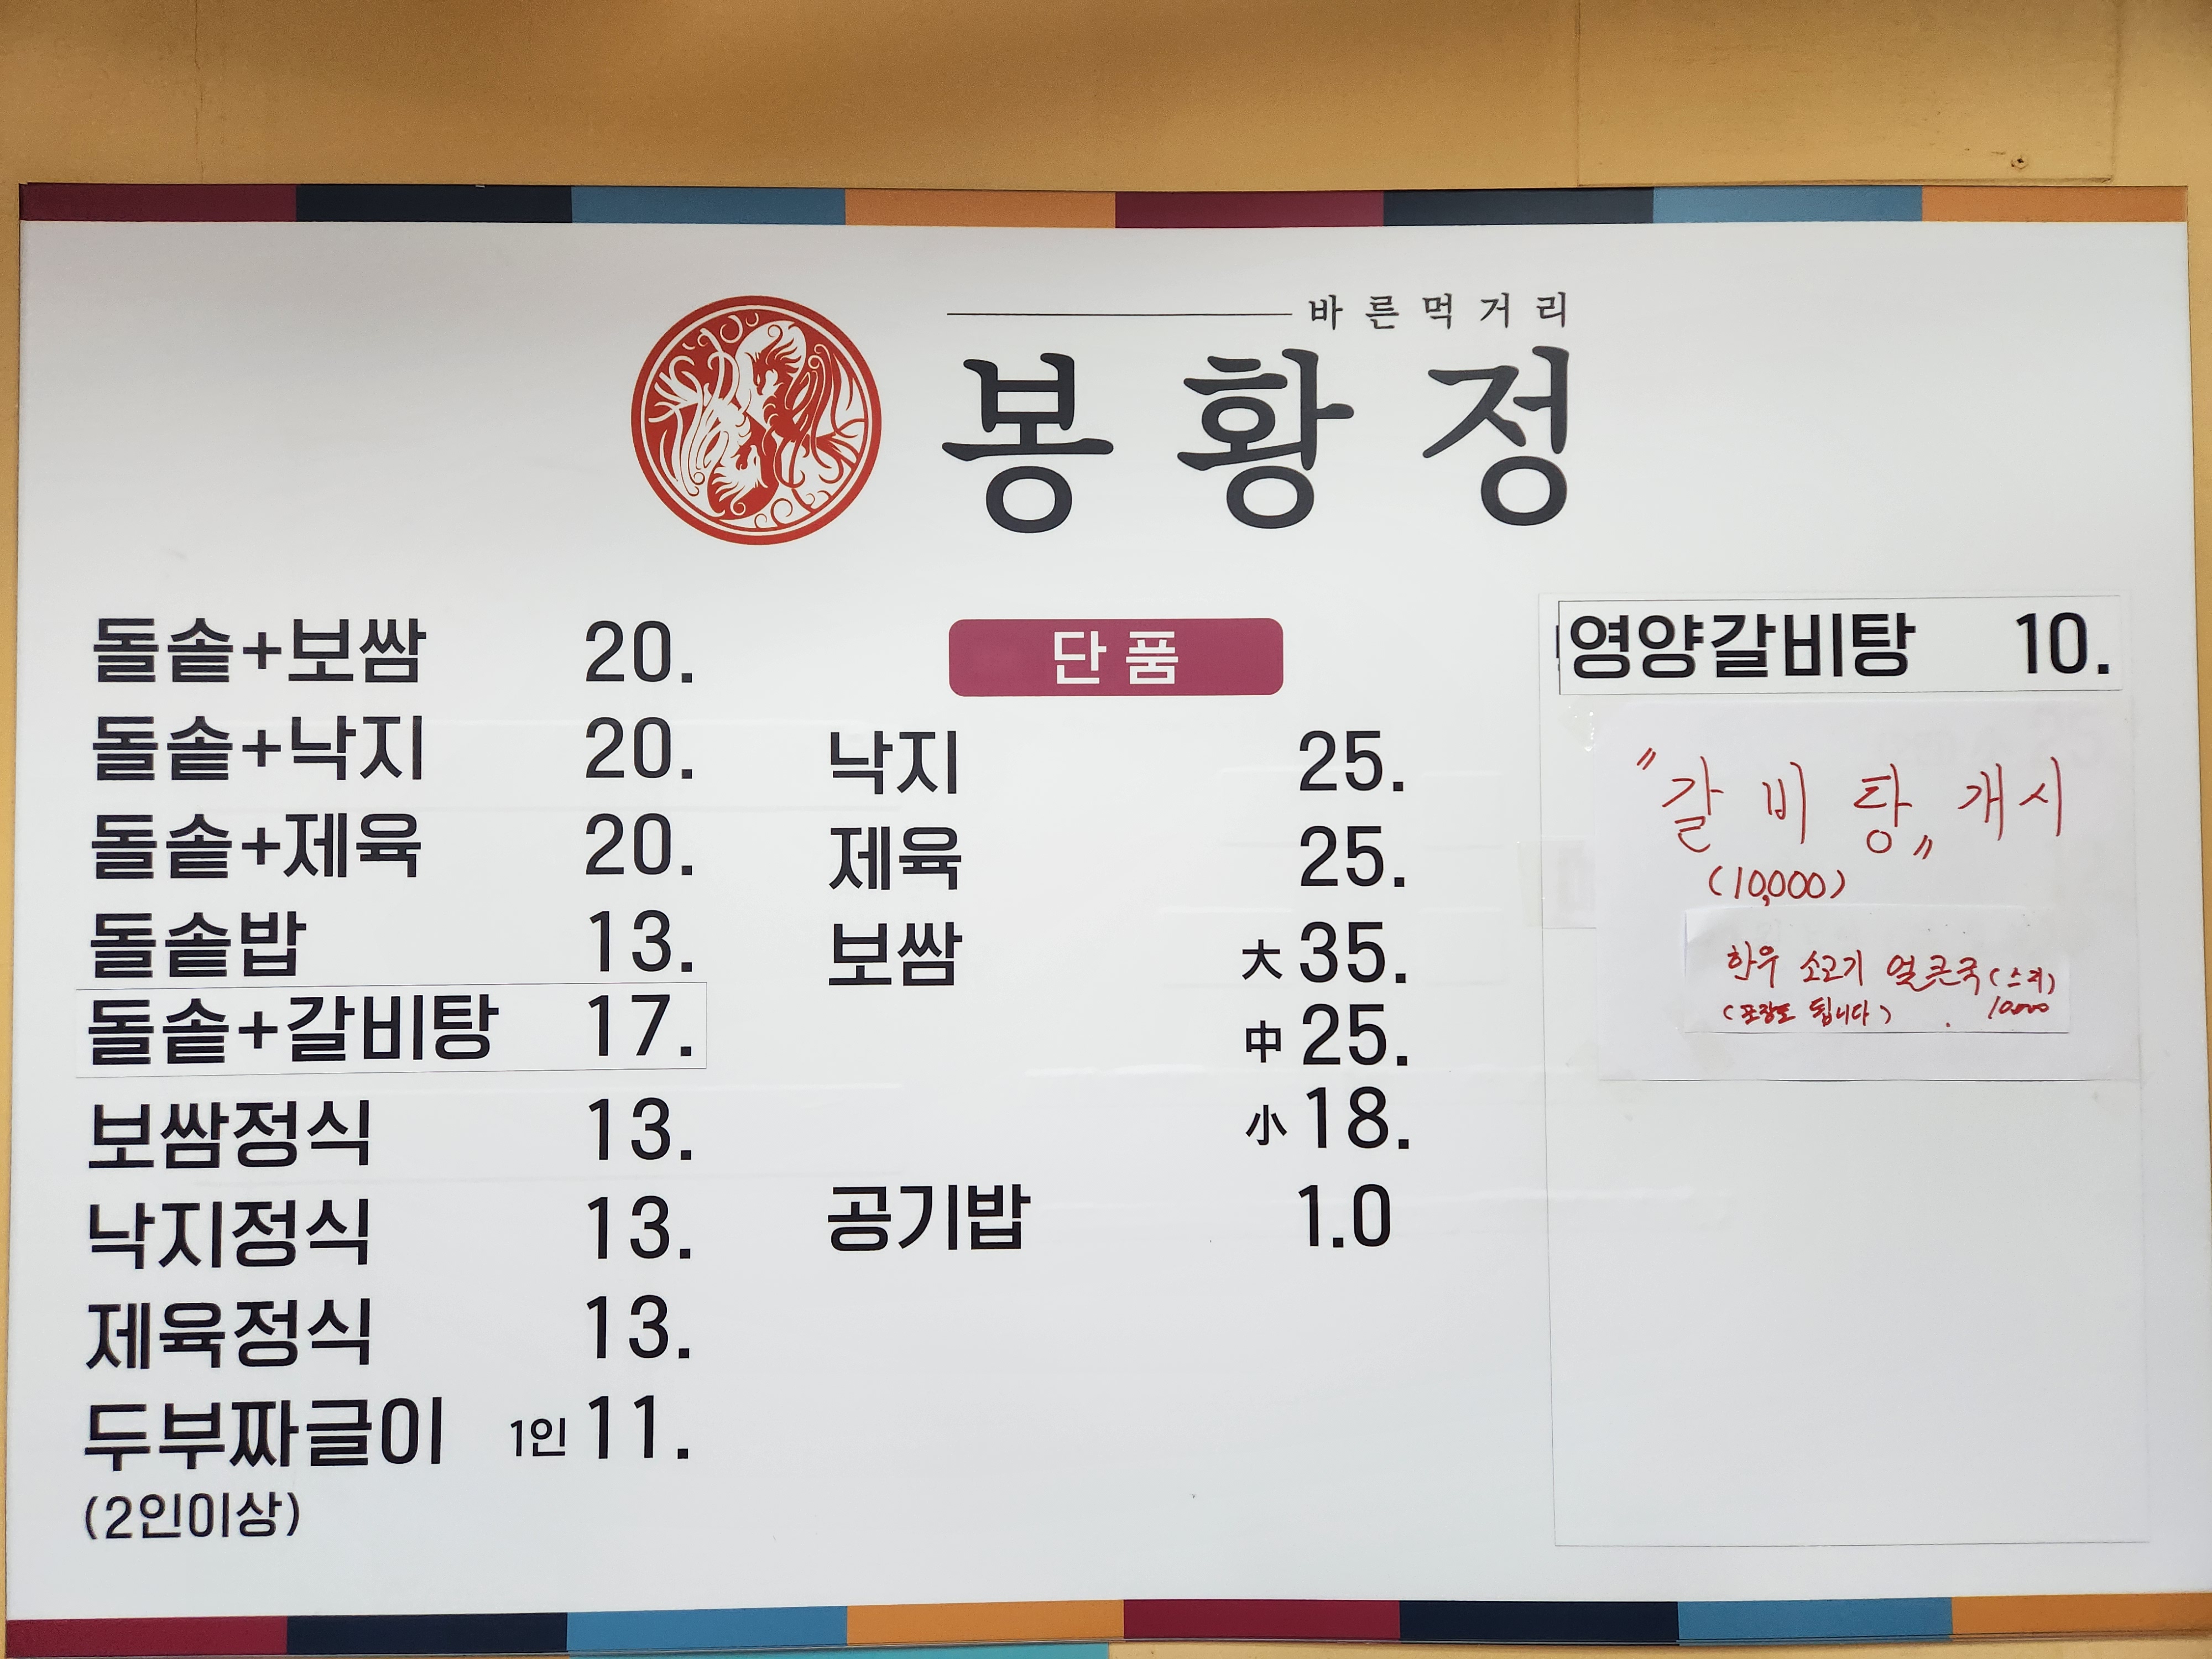 바른먹거리
봉황정
돌솥+보쌈 20.
돌솥+낙지 20.
돌솥+제육 20.
돌솥밥 13.
돌솥+갈비탕 17.
보쌈정식 13.
낙지정식 13.
제육정식 13.
두부짜글이 1인 11.
(2인이상)
단품
낙지 25.
제육 25.
보쌈 大 35.
中 25.
小 18.
공기밥 1.0
영양갈비탕 10.
"갈비탕" 개시
(10,000)
한우 소고기 얼큰국
(포장도 됩니다) 10000